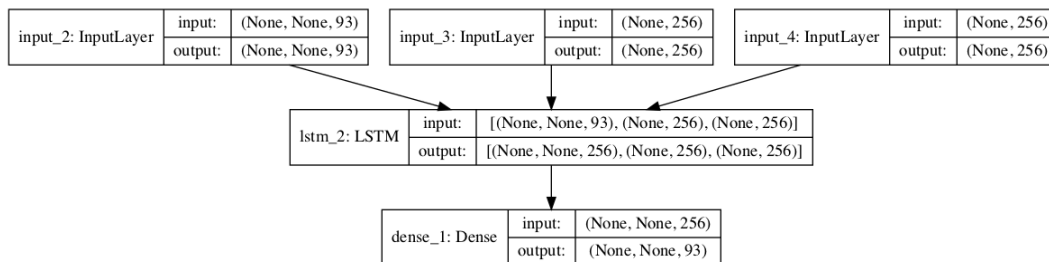 input_2: InputLayer input: (None, None, 93) output: (None, None, 93)
input_3: InputLayer input: (None, 256) output: (None, 256)
input_4: InputLayer input: (None, 256) output: (None, 256)
lstm_2: LSTM input: [(None, None, 93), (None, 256), (None, 256)] output: [(None, None, 256), (None, 256), (None, 256)]
dense_1: Dense input: (None, None, 256) output: (None, None, 93)